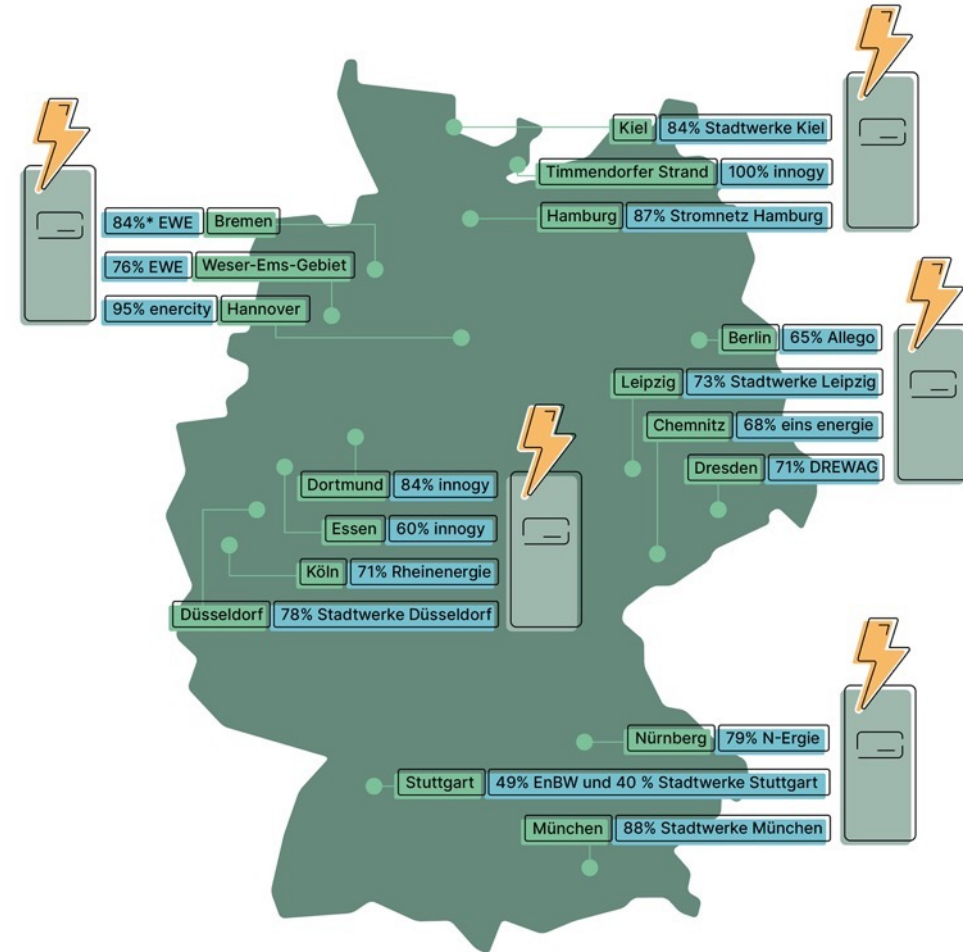 Kiel 84% Stadtwerke Kiel
Timmendorfer Strand 100% innogy
Hamburg 87% Stromnetz Hamburg
84%* EWE Bremen
76% EWE Weser-Ems-Gebiet
95% enercity Hannover
Berlin 65% Allego
Leipzig 73% Stadtwerke Leipzig
Chemnitz 68% eins energie
Dresden 71% DREWAG
Dortmund 84% innogy
Essen 60% innogy
Köln 71% Rheinenergie
Düsseldorf 78% Stadtwerke Düsseldorf
Nürnberg 79% N-Ergie
Stuttgart 49% EnBW und 40 % Stadtwerke Stuttgart
München 88% Stadtwerke München